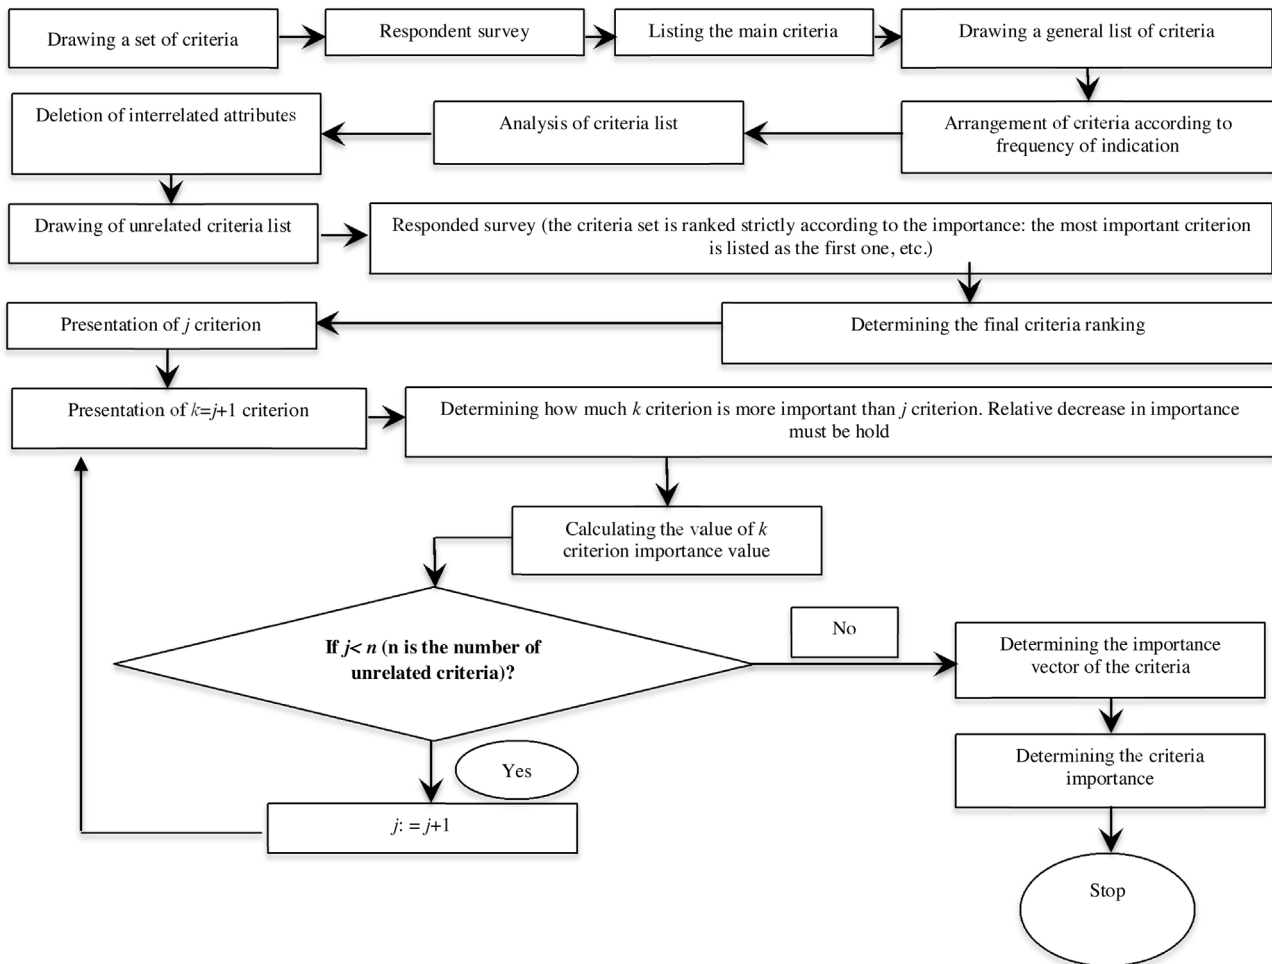 Drawing a set of criteria
Respondent survey
Listing the main criteria
Drawing a general list of criteria
Deletion of interrelated attributes
Analysis of criteria list
Arrangement of criteria according to
frequency of indication
Drawing of unrelated criteria list
Responded survey (the criteria set is ranked strictly according to the importance: the most important criterion
is listed as the first one, etc.)
Presentation of j criterion
Determining the final criteria ranking
Presentation of k=j+1 criterion
Determining how much k criterion is more important than j criterion. Relative decrease in importance
must be hold
Calculating the value of k
criterion importance value
If j< n (n is the number of
unrelated criteria)?
No
Determining the importance
vector of the criteria
Yes
Determining the criteria
importance
j: = j+1
Stop